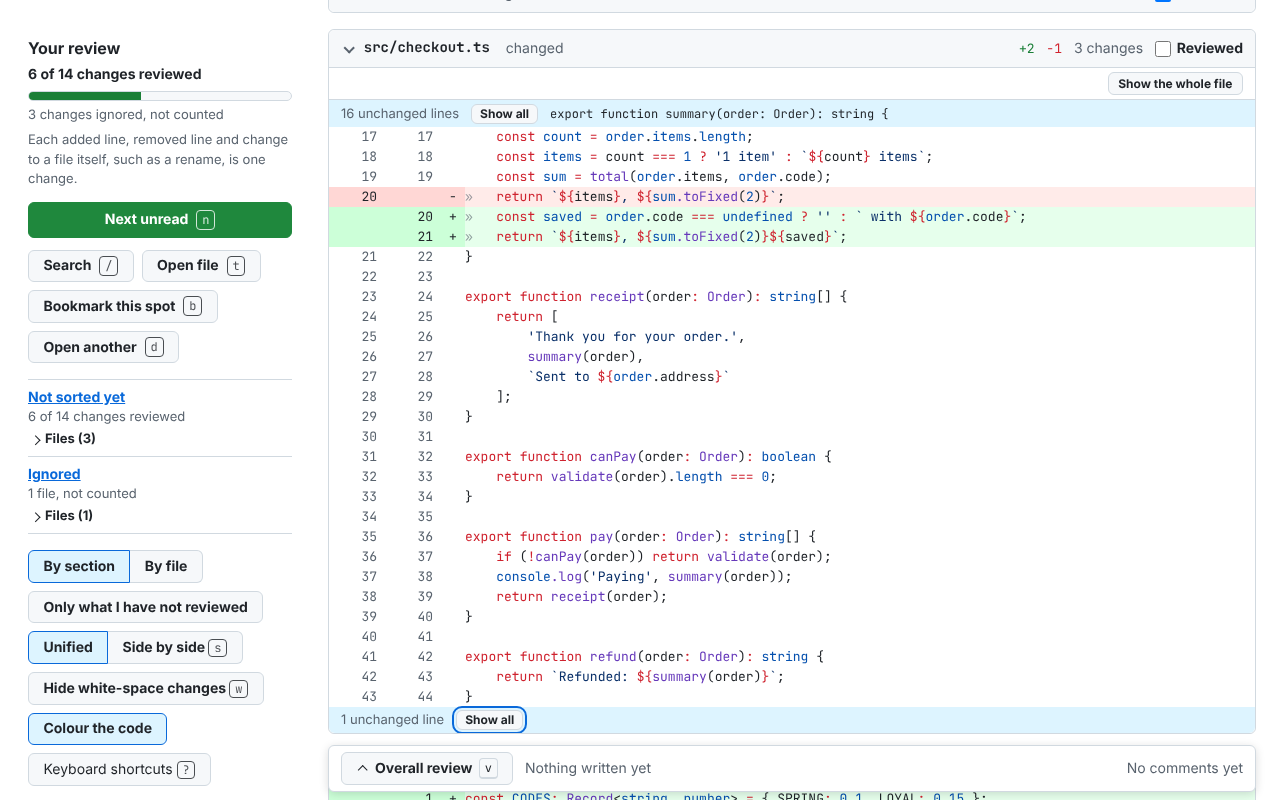 Your review
6 of 14 changes reviewed
3 changes ignored, not counted
Each added line, removed line and change
to a file itself, such as a rename, is one
change.
Next unread n
Search / Open file t
Bookmark this spot b
Open another d
Not sorted yet
6 of 14 changes reviewed
Files (3)
Ignored
1 file, not counted
Files (1)
By section By file
Only what I have not reviewed
Unified Side by side s
Hide white-space changes w
Colour the code
Keyboard shortcuts ?
src/checkout.ts changed +2 -1 3 changes Reviewed
Show the whole file
16 unchanged lines Show all export function summary(order: Order): string {
17 17 const count = order.items.length;
18 18 const items = count === 1 ? '1 item' : `${count} items`;
19 19 const sum = total(order.items, order.code);
20 - » return `${items}, ${sum.toFixed(2)}`;
20 + » const saved = order.code === undefined ? '' : ` with ${order.code}`;
21 + » return `${items}, ${sum.toFixed(2)}${saved}`;
21 22 }
22 23
23 24 export function receipt(order: Order): string[] {
24 25 return [
25 26 'Thank you for your order.',
26 27 summary(order),
27 28 `Sent to ${order.address}`
28 29 ];
29 30 }
30 31
31 32 export function canPay(order: Order): boolean {
32 33 return validate(order).length === 0;
33 34 }
34 35
35 36 export function pay(order: Order): string[] {
36 37 if (!canPay(order)) return validate(order);
37 38 console.log('Paying', summary(order));
38 39 return receipt(order);
39 40 }
40 41
41 42 export function refund(order: Order): string {
42 43 return `Refunded: ${summary(order)}`;
43 44 }
1 unchanged line Show all
Overall review v Nothing written yet No comments yet
1 + const CODES: Record<string, number> = { SPRING: 0.1, LOYAL: 0.15 };